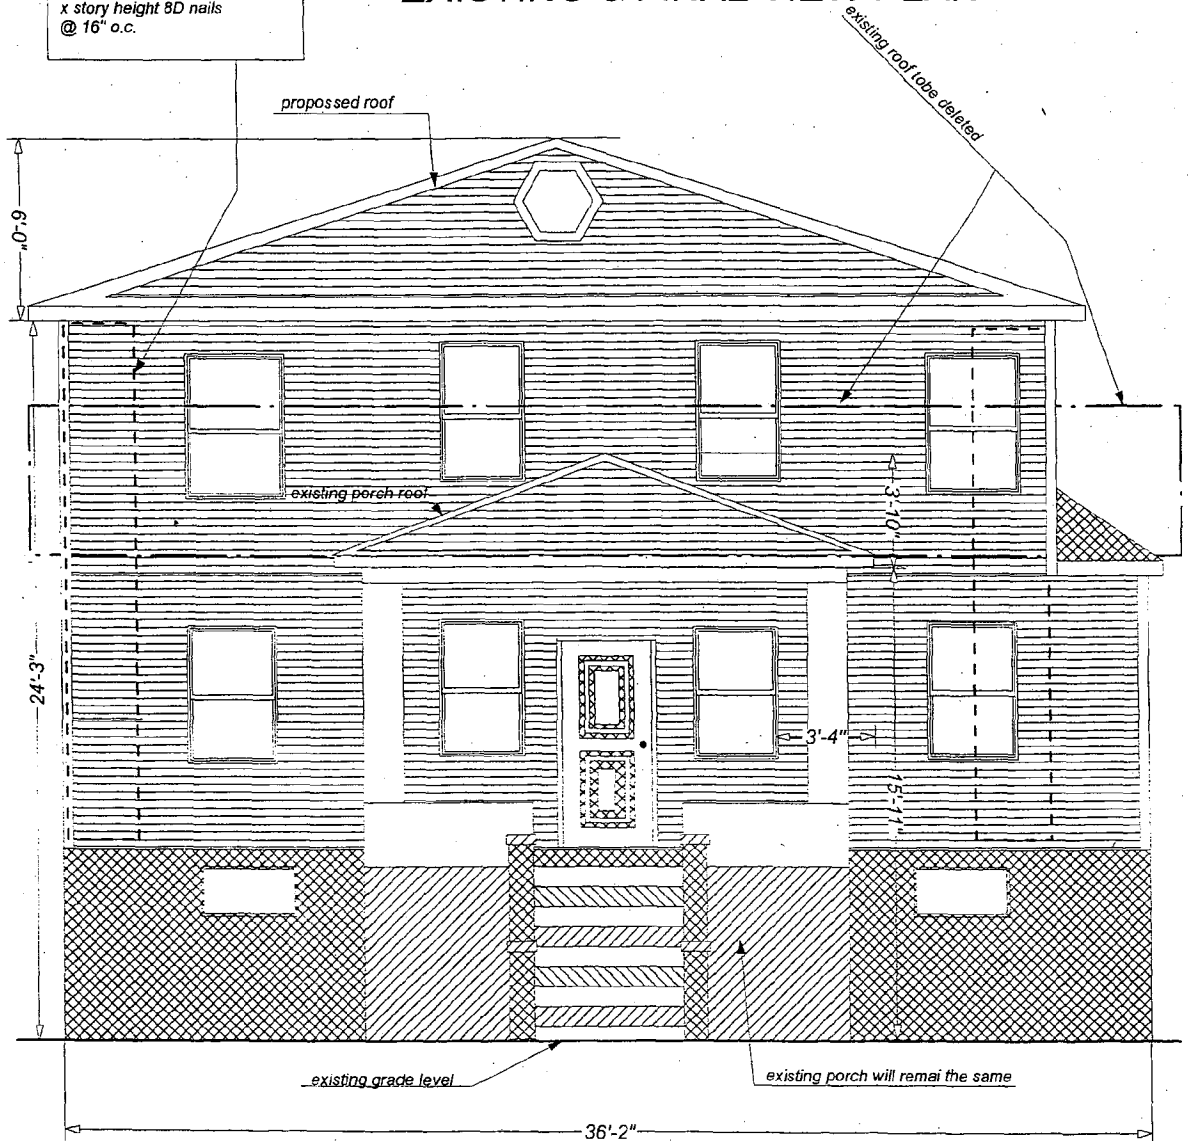 x story height 8D nails
@ 16" o.c.
existing roof tobe deleted
propossed roof
6'-0"
existing porch roof
3'-10"
24'-3"
3'-4"
15'-11"
existing grade level
existing porch will remai the same
36'-2"